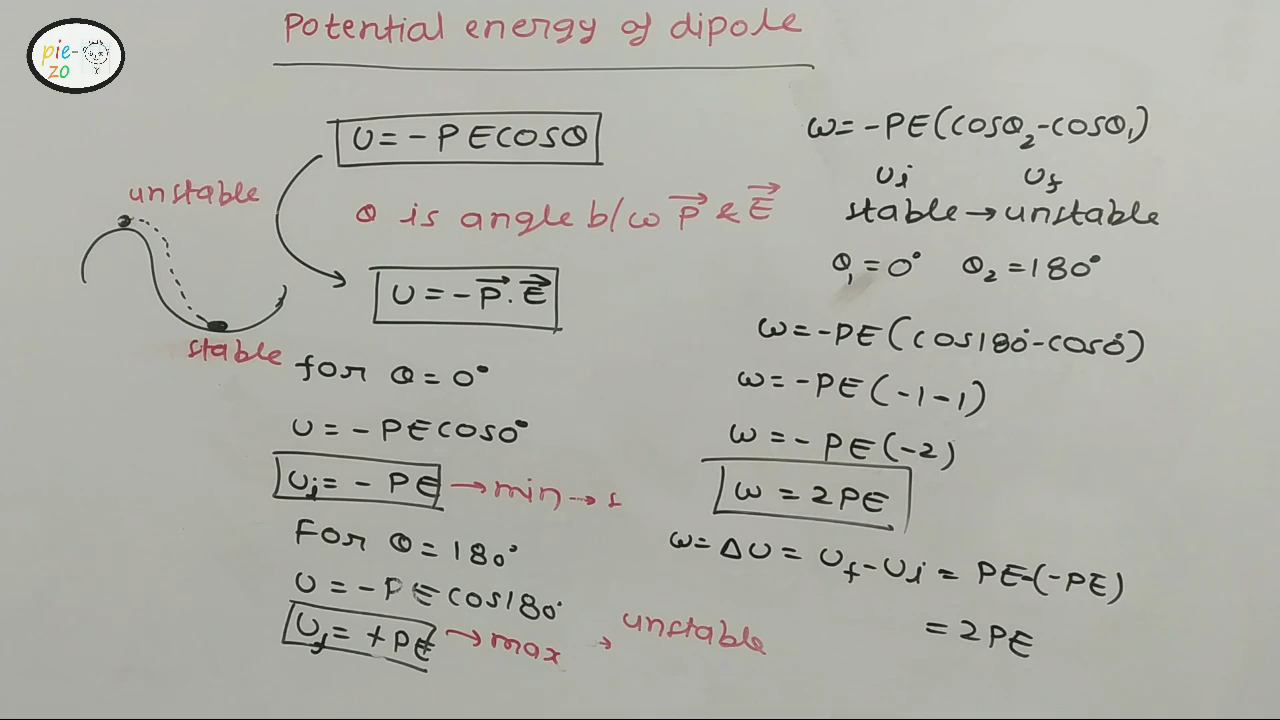 pie-
zo
Potential energy of dipole
U = -PECOSθ
unstable
θ is angle b/w P⃗ & E⃗
U = -P⃗.E⃗
stable
for θ = 0°
U = -PECOS0°
Ui = -PE → min → s
For θ = 180°
U = -PECOS180°
Uf = +PE → max → unstable
W = -PE(COSθ2-COSθ1)
Ui Uf
stable → unstable
θ1 = 0° θ2 = 180°
W = -PE(COS180°-COS0°)
W = -PE(-1-1)
W = -PE(-2)
W = 2PE
W = ΔU = Uf-Ui = PE-(-PE)
= 2PE